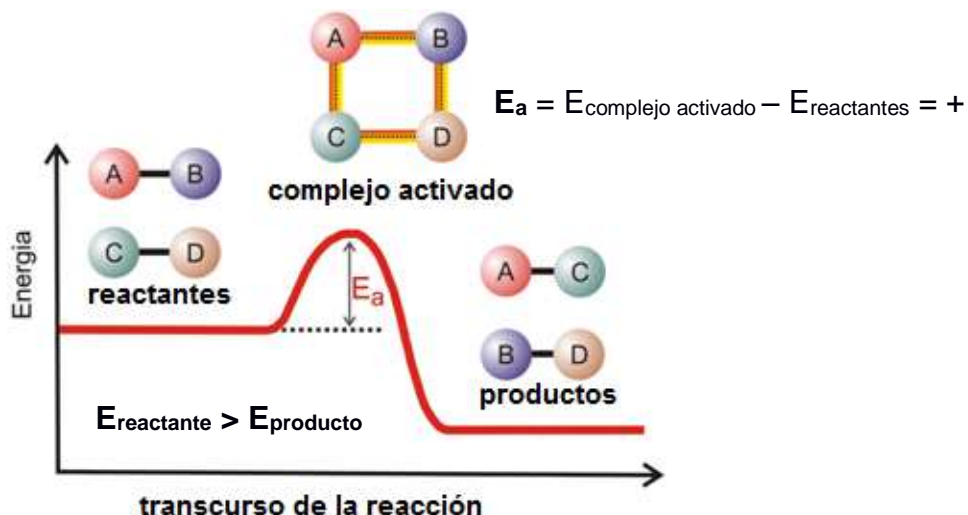 A B
C D
complejo activado
Ea = Ecomplejo activado – Ereactantes = +
Energia
A B
C D
reactantes
Ea
A C
B D
productos
Ereactante > Eproducto
transcurso de la reacción